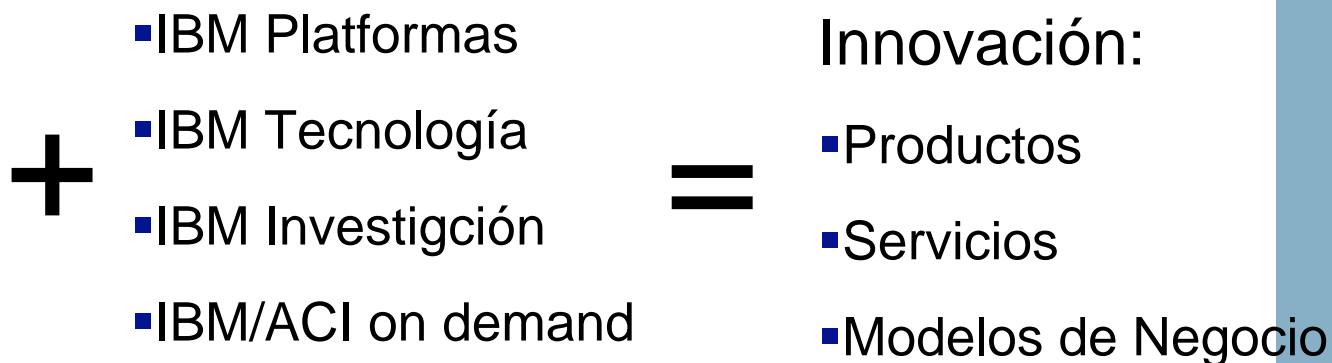 +
▪IBM Platformas
▪IBM Tecnología
▪IBM Investigción
▪IBM/ACI on demand
=
Innovación:
▪Productos
▪Servicios
▪Modelos de Negocio